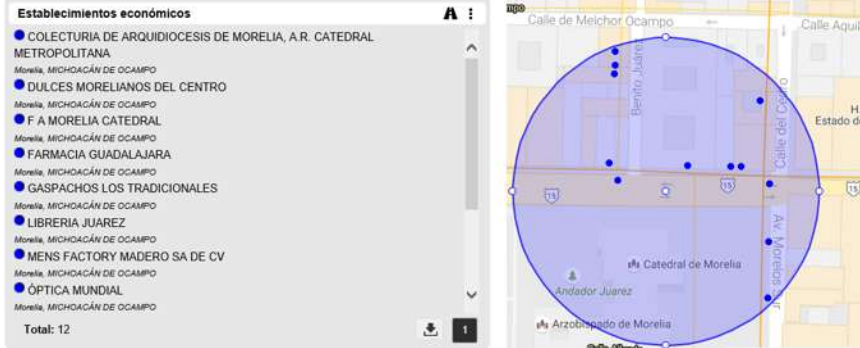 Establecimientos económicos
COLECTURIA DE ARQUIDIOCESIS DE MORELIA, A.R. CATEDRAL
METROPOLITANA
Morelia, MICHOACÁN DE OCAMPO
DULCES MORELIANOS DEL CENTRO
Morelia, MICHOACÁN DE OCAMPO
F A MORELIA CATEDRAL
Morelia, MICHOACÁN DE OCAMPO
FARMACIA GUADALAJARA
Morelia, MICHOACÁN DE OCAMPO
GASPACHOS LOS TRADICIONALES
Morelia, MICHOACÁN DE OCAMPO
LIBRERIA JUAREZ
Morelia, MICHOACÁN DE OCAMPO
MENS FACTORY MADERO SA DE CV
Morelia, MICHOACÁN DE OCAMPO
ÓPTICA MUNDIAL
Morelia, MICHOACÁN DE OCAMPO
Total: 12
1
mpo
Calle de Melchor Ocampo
Calle Aquil
Benito Juárez
Calle del Centro
H
Estado d
15
15
15
Av. Morelos Sur
Catedral de Morelia
Andador Juarez
Arzobispado de Morelia